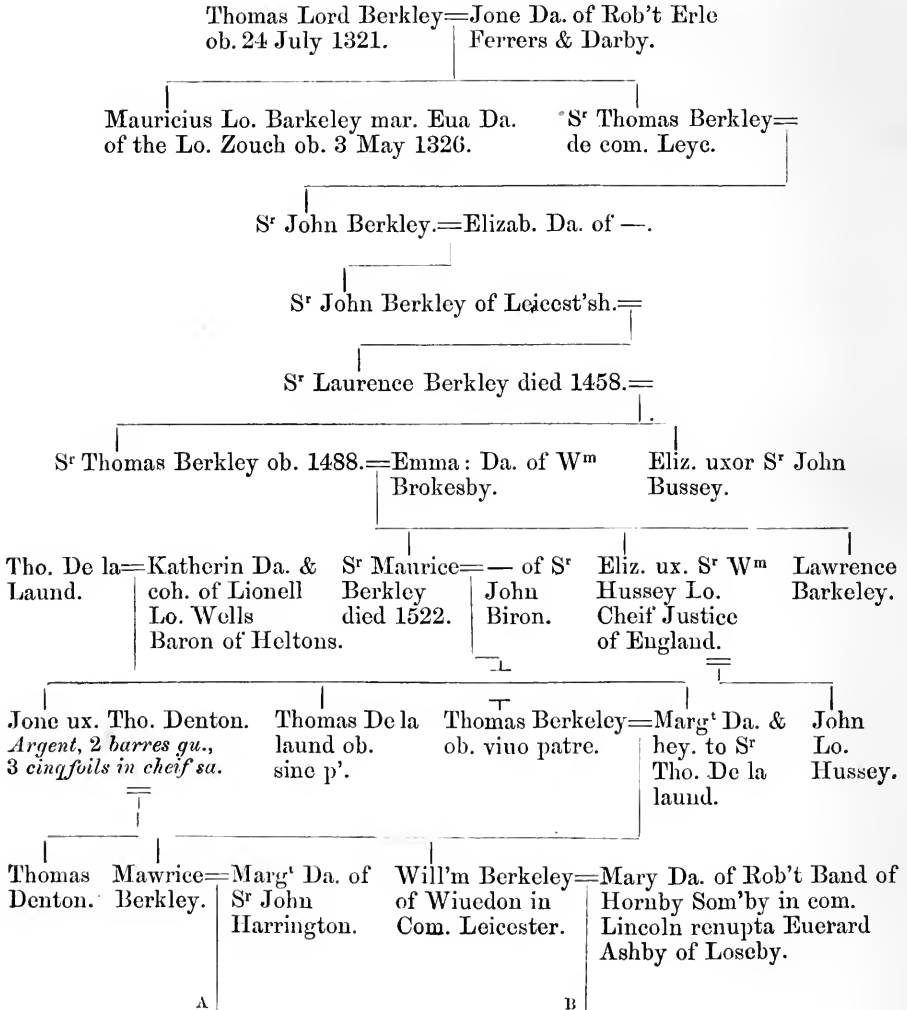 Thomas Lord Berkley=Jone Da. of Rob't Erle
ob. 24 July 1321. Ferrers & Darby.
Mauricius Lo. Barkeley mar. Eua Da. Sʳ Thomas Berkley=
of the Lo. Zouch ob. 3 May 1326. de com. Leyc.
Sʳ John Berkley.=Elizab. Da. of —.
Sʳ John Berkley of Leicest'sh.=
Sʳ Laurence Berkley died 1458.=
Sʳ Thomas Berkley ob. 1488.=Emma: Da. of Wᵐ Eliz. uxor Sʳ John
Brokesby. Bussey.
Tho. De la=Katherin Da. & Sʳ Maurice=— of Sʳ Eliz. ux. Sʳ Wᵐ Lawrence
Laund. coh. of Lionell Berkley John Hussey Lo. Barkeley.
Lo. Wells died 1522. Biron. Cheif Justice
Baron of Heltons. of England.
Jone ux. Tho. Denton. Thomas De la Thomas Berkeley=Margᵗ Da. & John
Argent, 2 barres gu., laund ob. ob. viuo patre. hey. to Sʳ Lo.
3 cinqfoils in cheif sa. sine p'. Tho. De la Hussey.
laund.
Thomas Mawrice=Margᵗ Da. of Will'm Berkeley=Mary Da. of Rob't Band of
Denton. Berkley. Sʳ John of Wiuedon in Hornby Som'by in com.
Harrington. Com. Leicester. Lincoln renupta Euerard
Ashby of Loseby.
A B